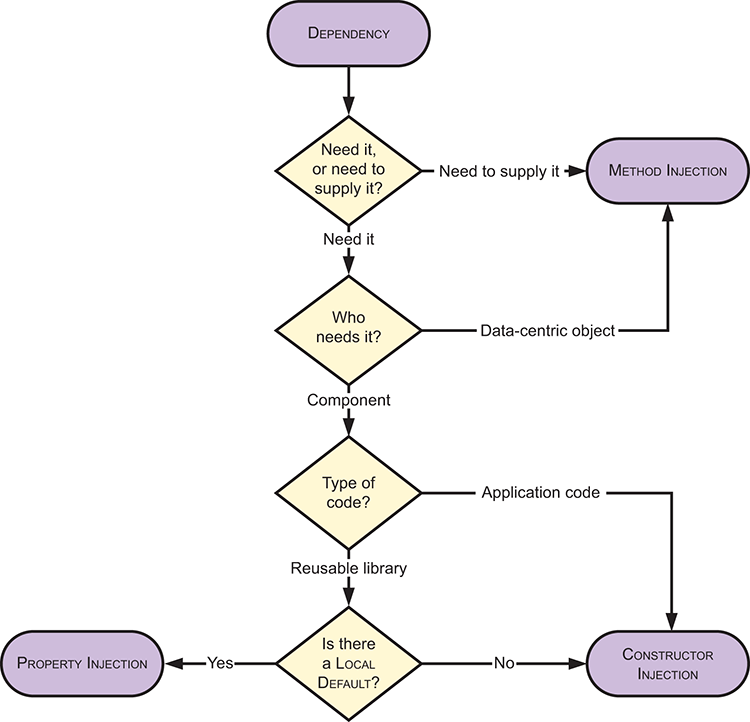 DEPENDENCY
Need it,
or need to
supply it?
Need to supply it
METHOD INJECTION
Need it
Who
needs it?
Data-centric object
Component
Type of
code?
Application code
Reusable library
PROPERTY INJECTION
Yes
Is there
a LOCAL
DEFAULT?
No
CONSTRUCTOR
INJECTION